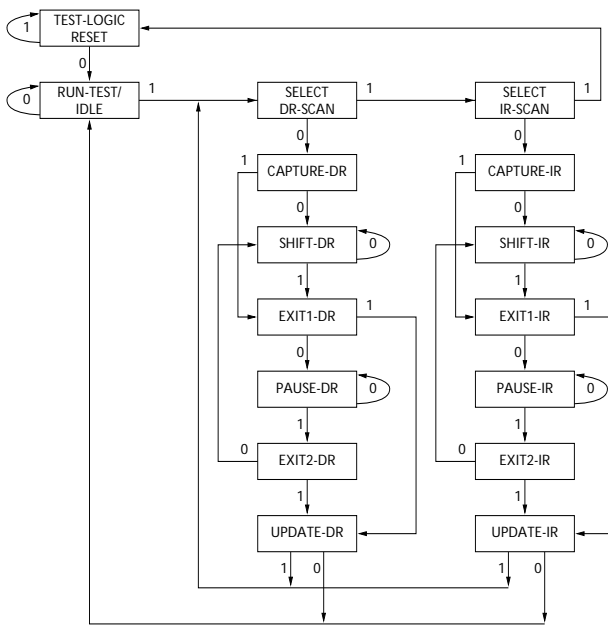 TEST-LOGIC
RESET
1
0
RUN-TEST/
IDLE
0
1
SELECT
DR-SCAN
1
SELECT
IR-SCAN
1
0
0
1
CAPTURE-DR
1
CAPTURE-IR
0
0
SHIFT-DR
0
SHIFT-IR
0
1
1
EXIT1-DR
1
EXIT1-IR
1
0
0
PAUSE-DR
0
PAUSE-IR
0
1
1
0
EXIT2-DR
0
EXIT2-IR
1
1
UPDATE-DR
UPDATE-IR
1
0
1
0